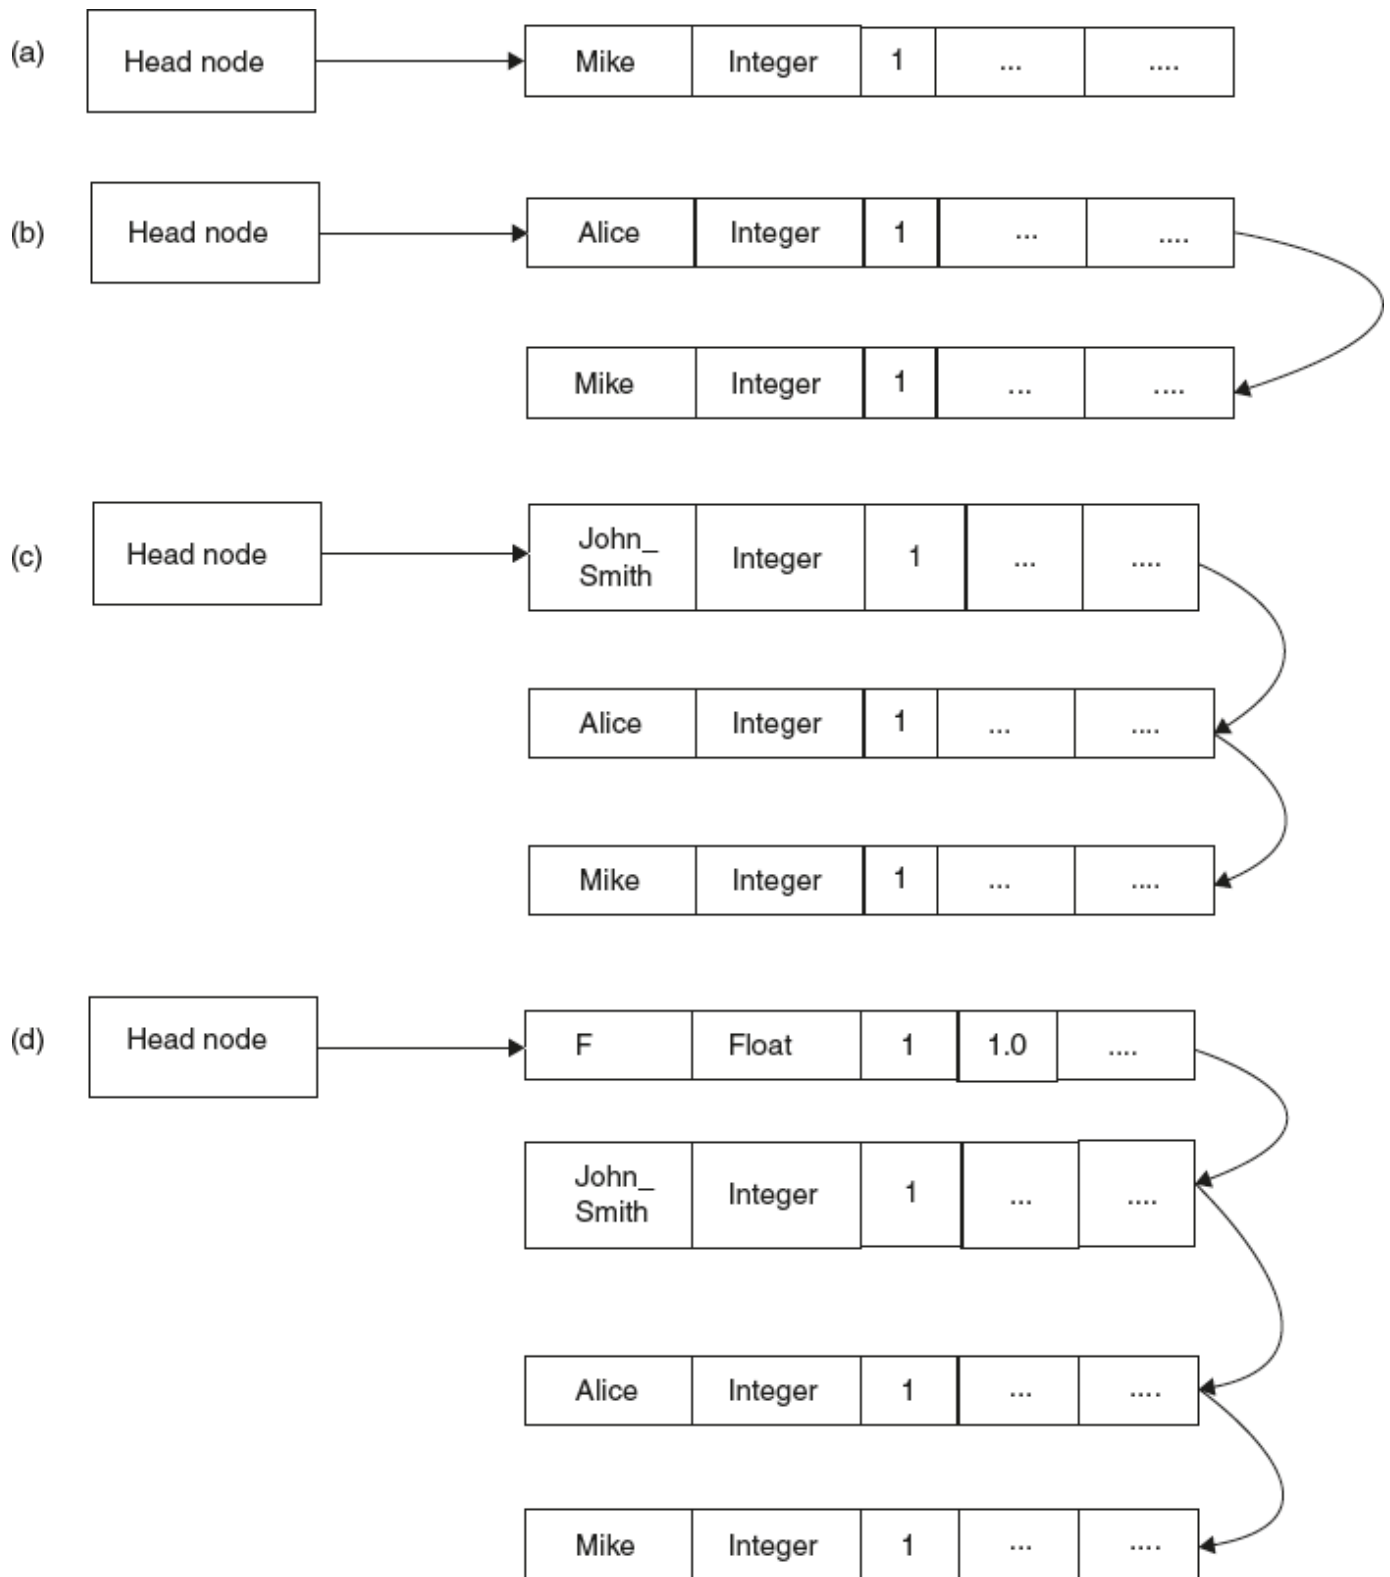 (a) Head node Mike Integer 1 ... ....
(b) Head node Alice Integer 1 ... ....
Mike Integer 1 ... ....
(c) Head node John_
Smith Integer 1 ... ....
Alice Integer 1 ... ....
Mike Integer 1 ... ....
(d) Head node F Float 1 1.0 ....
John_
Smith Integer 1 ... ....
Alice Integer 1 ... ....
Mike Integer 1 ... ....